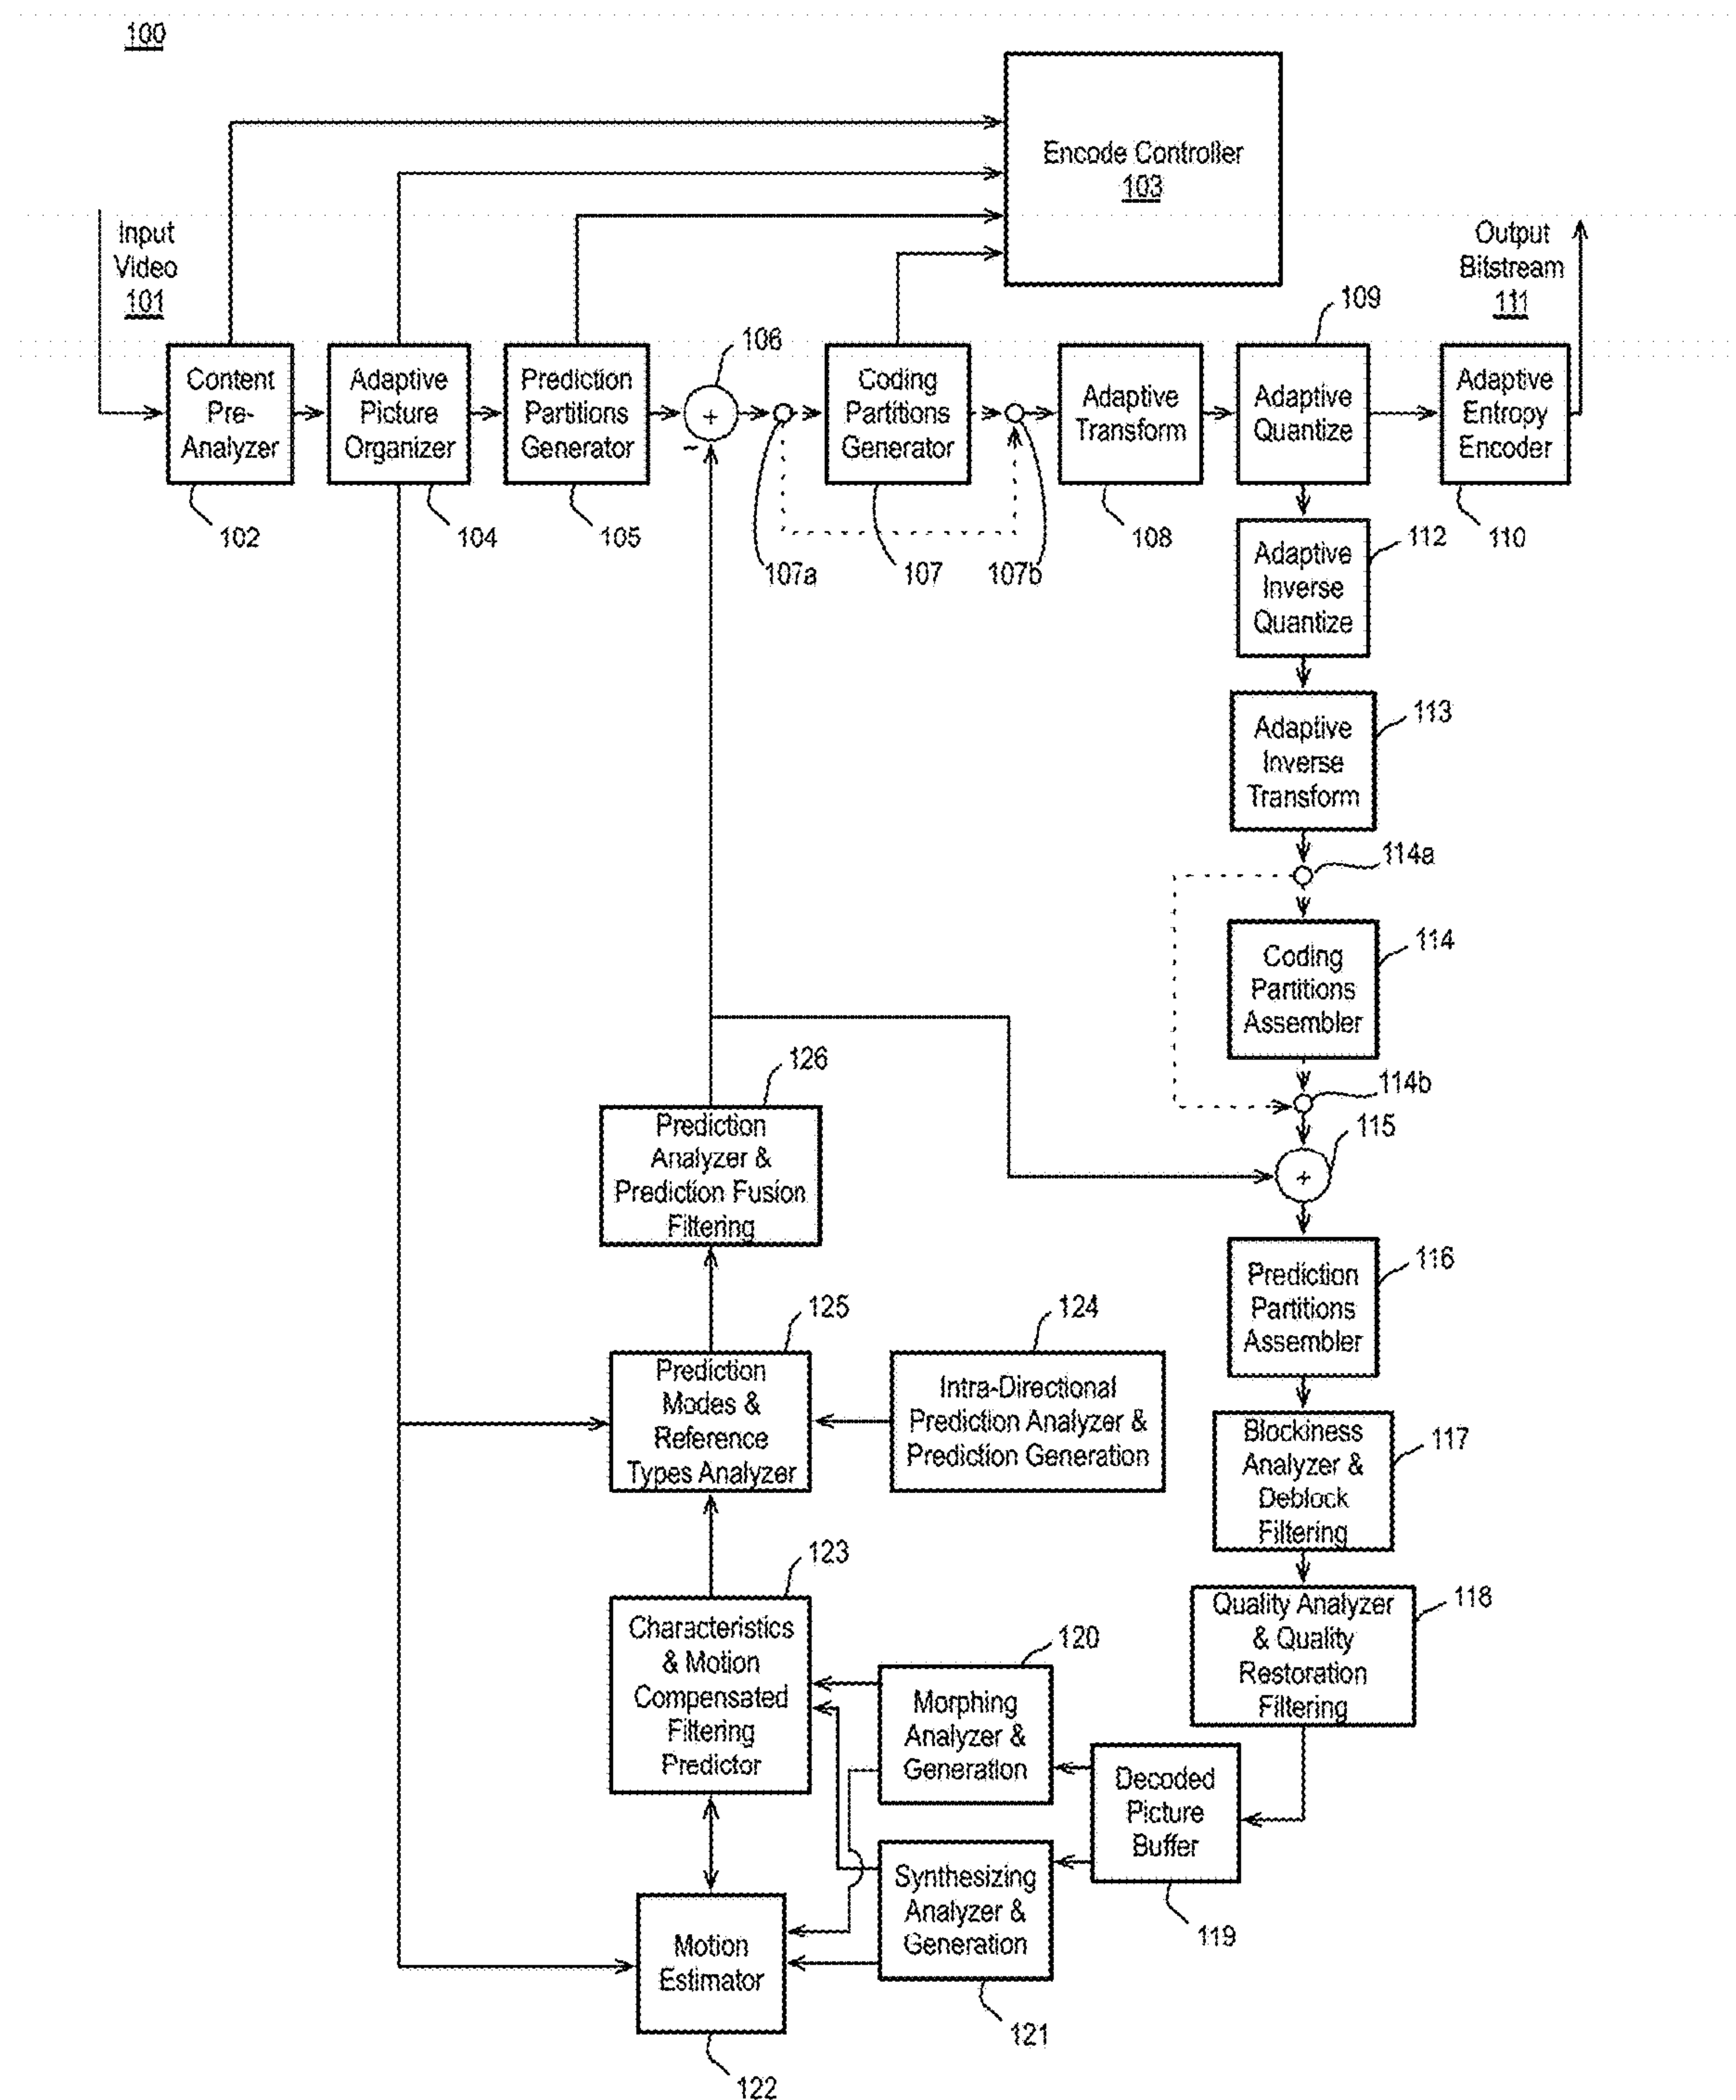 100
Encode Controller
103
Input
Video
101
Output
Bitstream
111
109
106
Content
Pre-
Analyzer
Adaptive
Picture
Organizer
Prediction
Partitions
Generator
+
-
Coding
Partitions
Generator
Adaptive
Transform
Adaptive
Quantize
Adaptive
Entropy
Encoder
102
104
105
107a
107
107b
108
110
112
Adaptive
Inverse
Quantize
113
Adaptive
Inverse
Transform
114a
114
Coding
Partitions
Assembler
114b
115
+
126
Prediction
Analyzer &
Prediction Fusion
Filtering
116
Prediction
Partitions
Assembler
125
124
Prediction
Modes &
Reference
Types Analyzer
Intra-Directional
Prediction Analyzer &
Prediction Generation
117
Blockiness
Analyzer &
Deblock
Filtering
123
118
Quality Analyzer
& Quality
Restoration
Filtering
Characteristics
& Motion
Compensated
Filtering
Predictor
120
Morphing
Analyzer &
Generation
Decoded
Picture
Buffer
119
Synthesizing
Analyzer &
Generation
121
Motion
Estimator
122